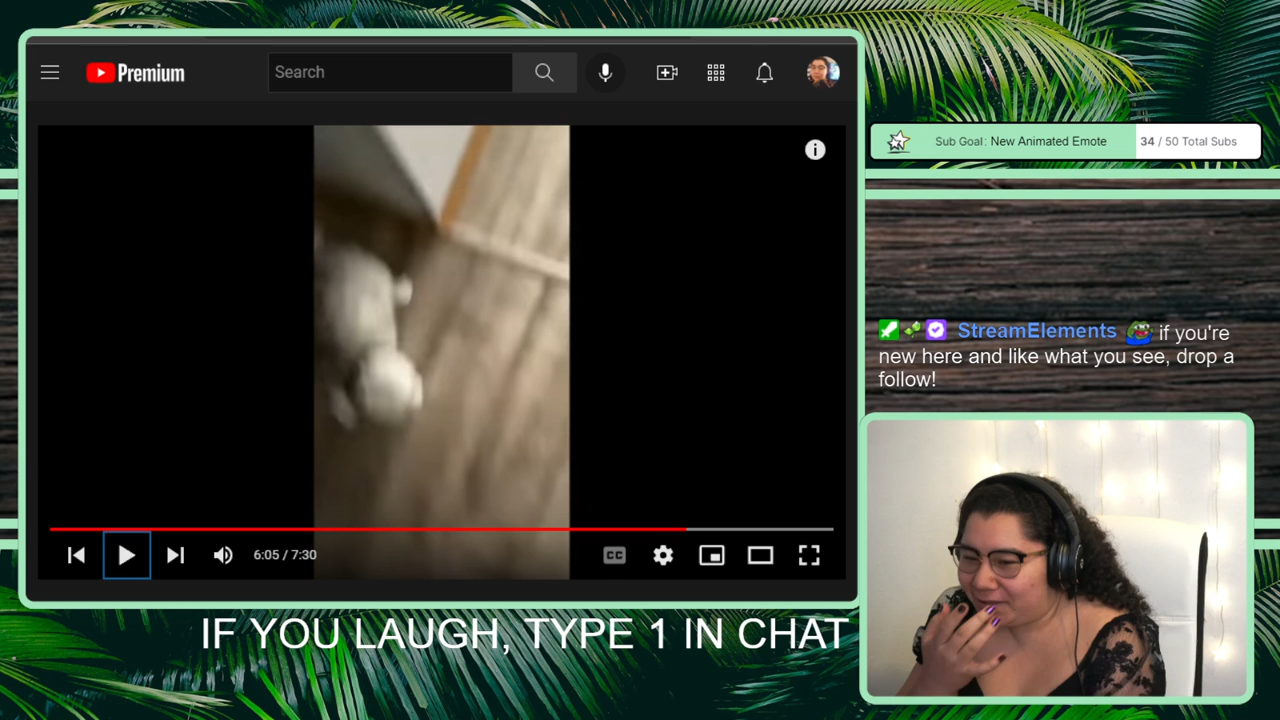 Premium
Search
Sub Goal: New Animated Emote
34 / 50 Total Subs
StreamElements if you're
new here and like what you see, drop a
follow!
6:05 / 7:30
CC
IF YOU LAUGH, TYPE 1 IN CHAT